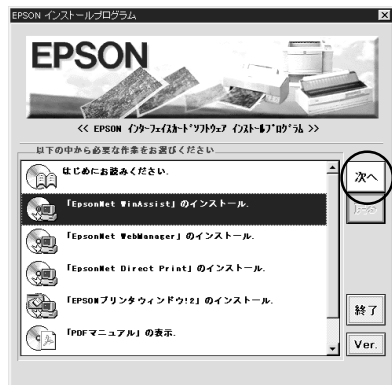 EPSON インストールプログラム
EPSON
<< EPSON ｲﾝﾀｰﾌｪｲｽｶｰﾄﾞｿﾌﾄｳｪｱ ｲﾝｽﾄｰﾙﾌﾟﾛｸﾞﾗﾑ >>
以下の中から必要な作業をお選びください
はじめにお読みください.
「EpsonNet WinAssist」のインストール.
「EpsonNet WebManager」のインストール.
「EpsonNet Direct Print」のインストール.
「EPSONプリンタウィンドウ!2」のインストール.
「PDFマニュアル」の表示.
次へ
戻る
終了
Ver.